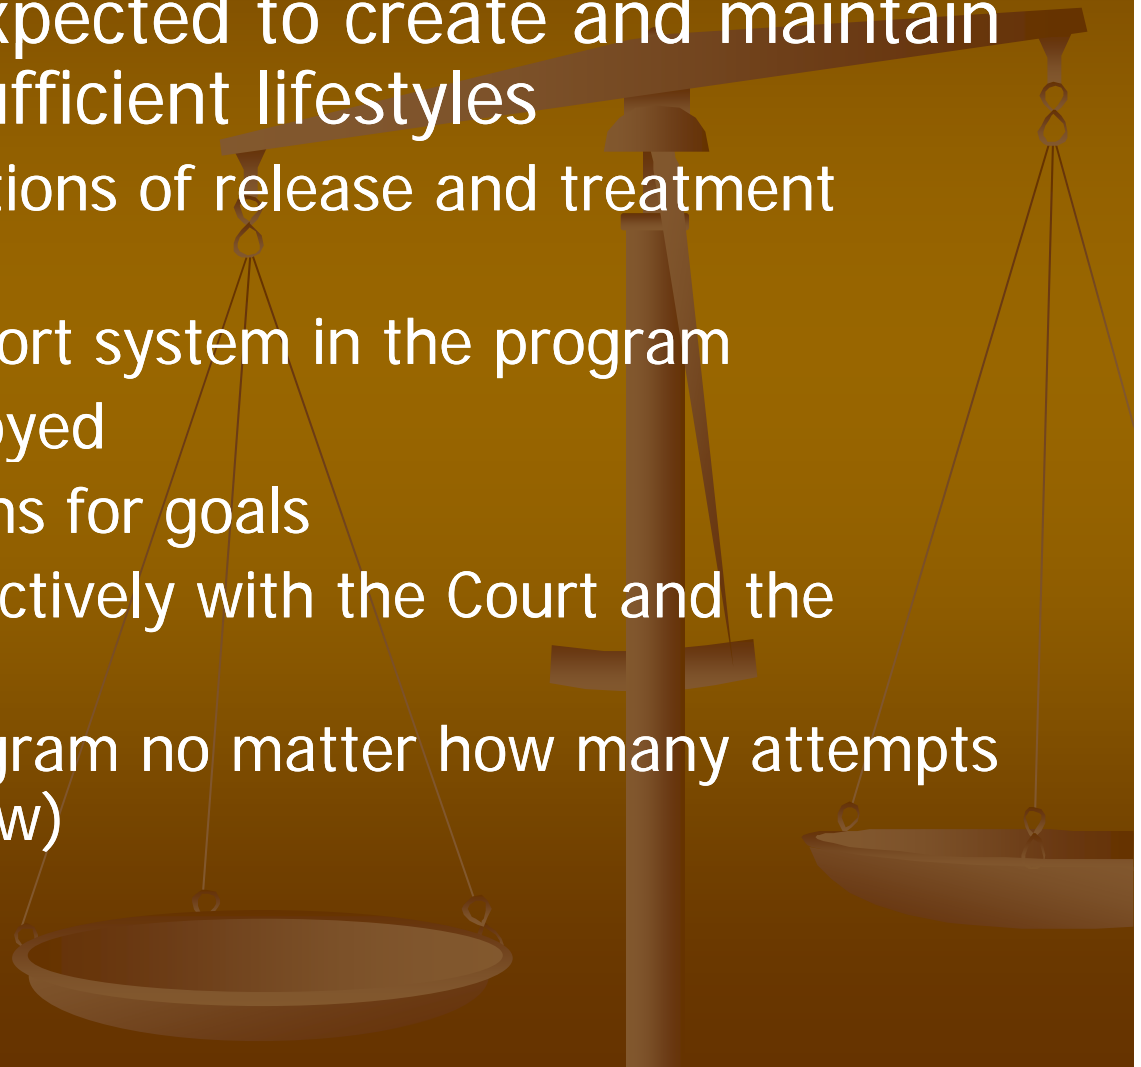 xpected to create and maintain
ufficient lifestyles
tions of release and treatment
ort system in the program
oyed
ns for goals
ctively with the Court and the
gram no matter how many attempts
w)